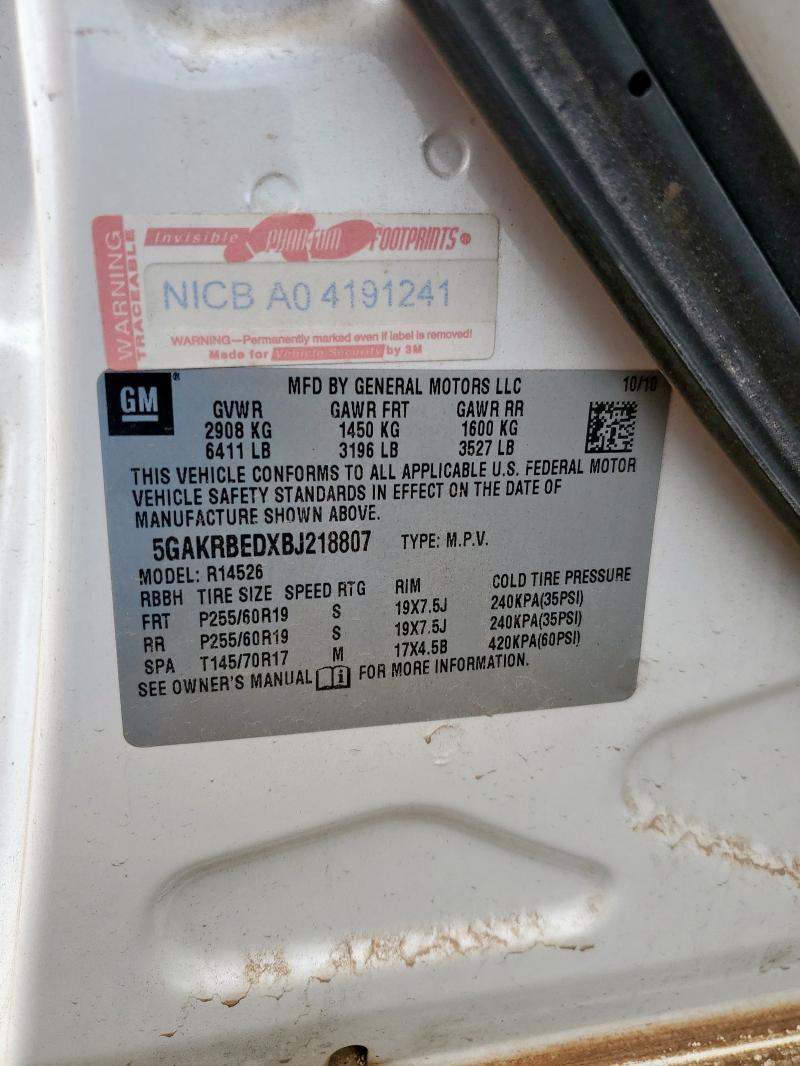 WARNING
TRACEABLE
Invisible PHANTOM FOOTPRINTS
NICB A0 4191241
WARNING—Permanently marked even if label is removed!
Made for Vehicle Security by 3M
GM® MFD BY GENERAL MOTORS LLC 10/10
GVWR GAWR FRT GAWR RR
2908 KG 1450 KG 1600 KG
6411 LB 3196 LB 3527 LB
THIS VEHICLE CONFORMS TO ALL APPLICABLE U.S. FEDERAL MOTOR
VEHICLE SAFETY STANDARDS IN EFFECT ON THE DATE OF
MANUFACTURE SHOWN ABOVE.
5GAKRBEDXBJ218807 TYPE: M.P.V.
MODEL: R14526
RBBH TIRE SIZE SPEED RTG RIM COLD TIRE PRESSURE
FRT P255/60R19 S 19X7.5J 240KPA(35PSI)
RR P255/60R19 S 19X7.5J 240KPA(35PSI)
SPA T145/70R17 M 17X4.5B 420KPA(60PSI)
SEE OWNER'S MANUAL i FOR MORE INFORMATION.